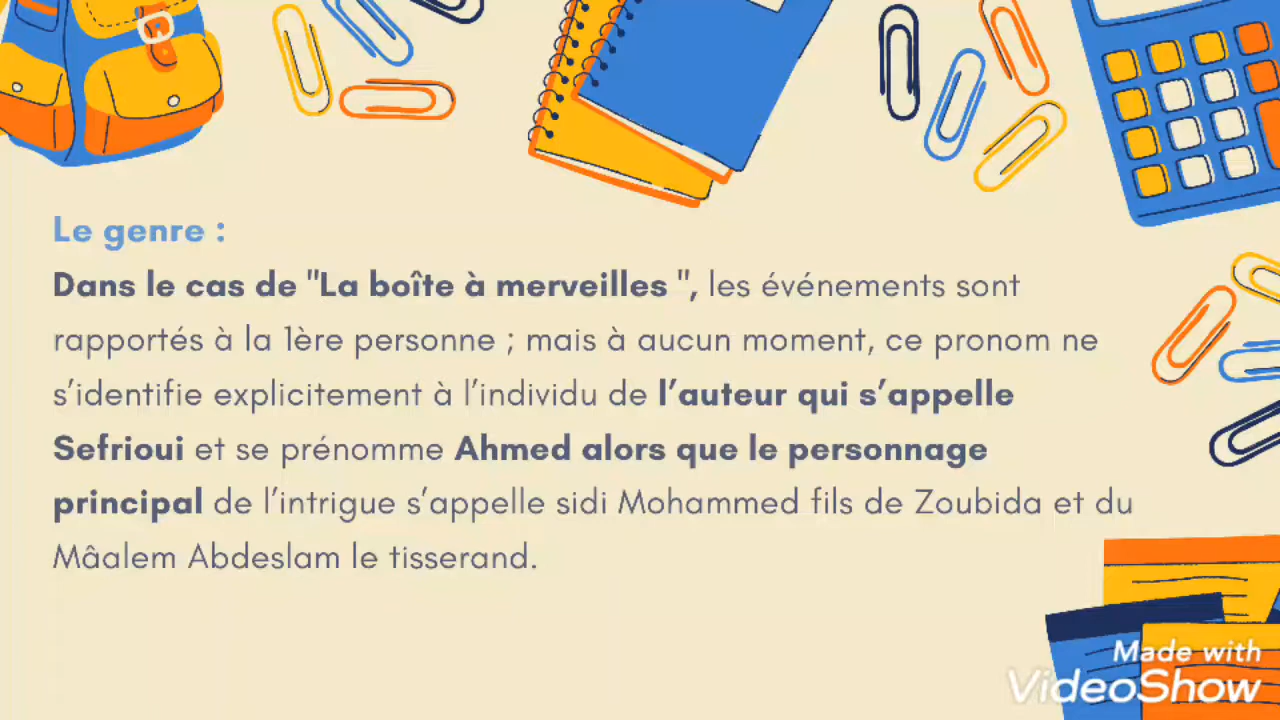 Le genre :
Dans le cas de "La boîte à merveilles ", les événements sont
rapportés à la 1ère personne ; mais à aucun moment, ce pronom ne
s'identifie explicitement à l'individu de l'auteur qui s'appelle
Sefrioui et se prénomme Ahmed alors que le personnage
principal de l'intrigue s'appelle sidi Mohammed fils de Zoubida et du
Mâalem Abdeslam le tisserand.
Made with
VideoShow